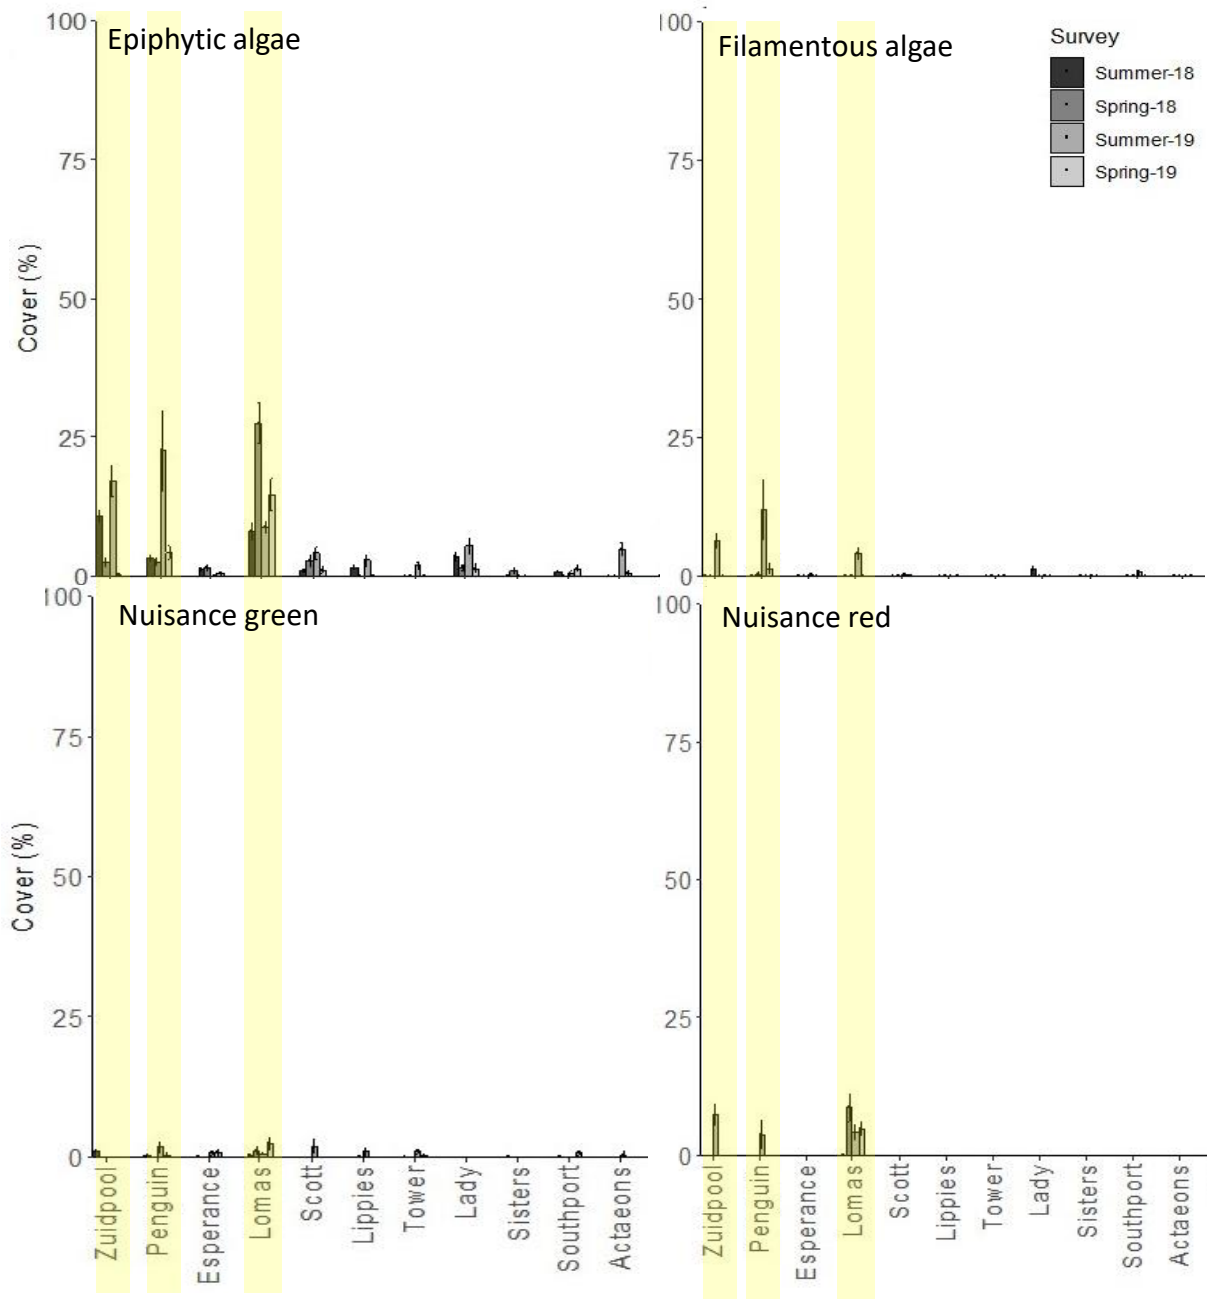 Epiphytic algae
100
75
50
25
0
Cover (%)
Filamentous algae
100
75
50
25
0
Survey
Summer-18
Spring-18
Summer-19
Spring-19
Nuisance green
100
75
50
25
0
Cover (%)
Zuidpool
Penguin
Esperance
Lomas
Scott
Lippies
Tower
Lady
Sisters
Southport
Actaeons
Nuisance red
100
75
50
25
0
Zuidpool
Penguin
Esperance
Lomas
Scott
Lippies
Tower
Lady
Sisters
Southport
Actaeons